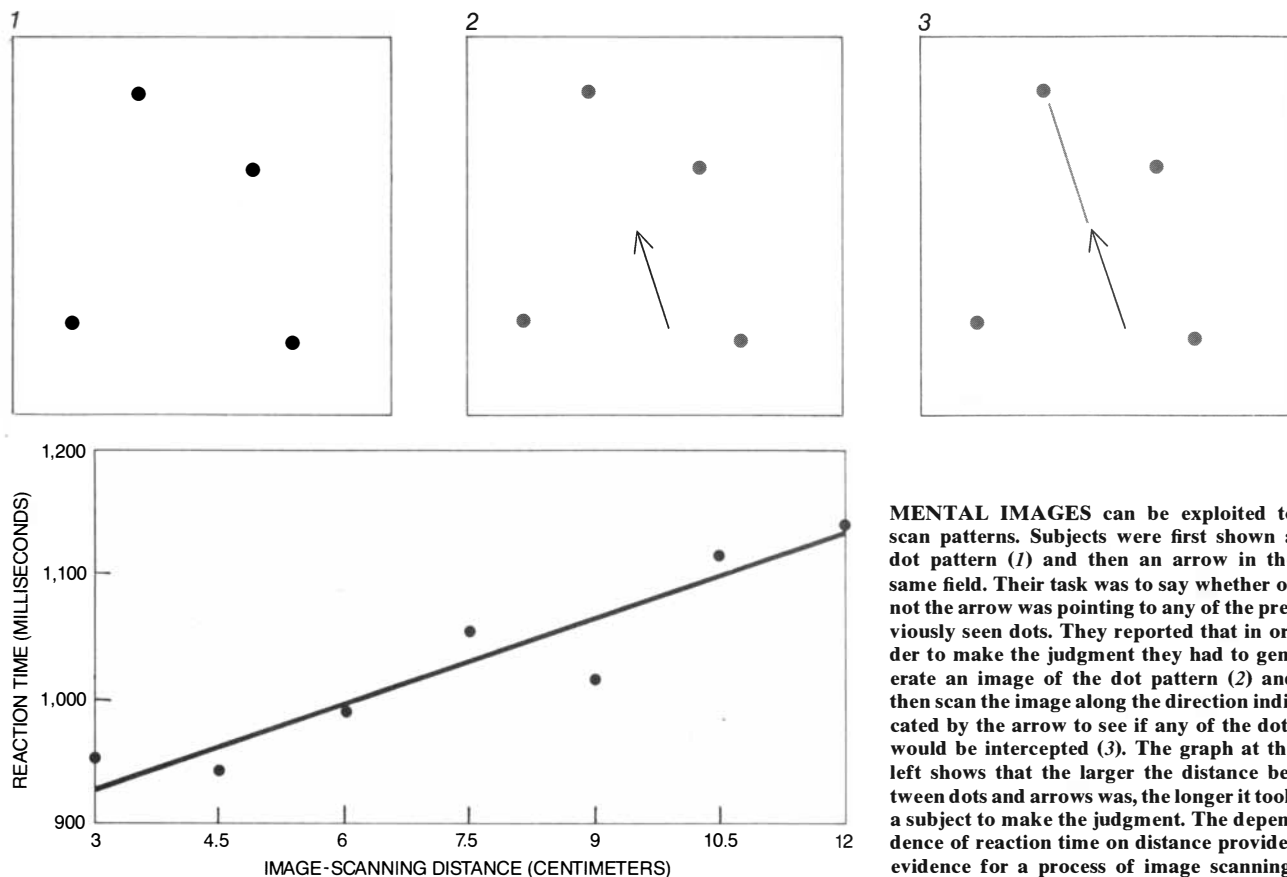 1
2
3
1,200
1,100
1,000
900
REACTION TIME (MILLISECONDS)
3 4.5 6 7.5 9 10.5 12
IMAGE-SCANNING DISTANCE (CENTIMETERS)
MENTAL IMAGES can be exploited to
scan patterns. Subjects were first shown a
dot pattern (1) and then an arrow in th
same field. Their task was to say whether o
not the arrow was pointing to any of the pre
viously seen dots. They reported that in or
der to make the judgment they had to gen
erate an image of the dot pattern (2) and
then scan the image along the direction indi
cated by the arrow to see if any of the dot
would be intercepted (3). The graph at th
left shows that the larger the distance be
tween dots and arrows was, the longer it took
a subject to make the judgment. The depen
dence of reaction time on distance provide
evidence for a process of image scanning